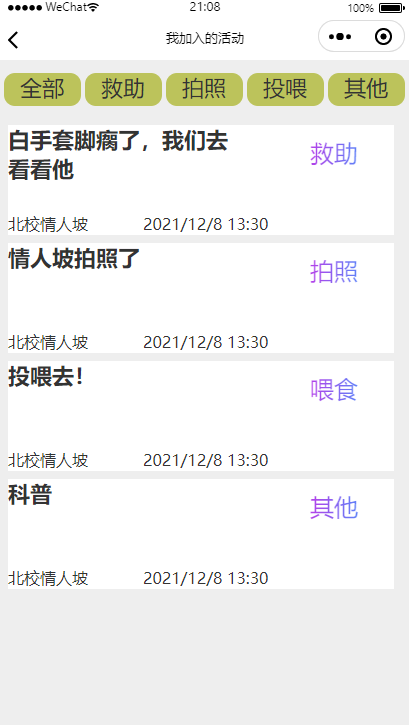 WeChat 21:08 100%
我加入的活动
全部 救助 拍照 投喂 其他
白手套脚瘸了，我们去
看看他
救助
北校情人坡 2021/12/8 13:30
情人坡拍照了
拍照
北校情人坡 2021/12/8 13:30
投喂去！
喂食
北校情人坡 2021/12/8 13:30
科普
其他
北校情人坡 2021/12/8 13:30